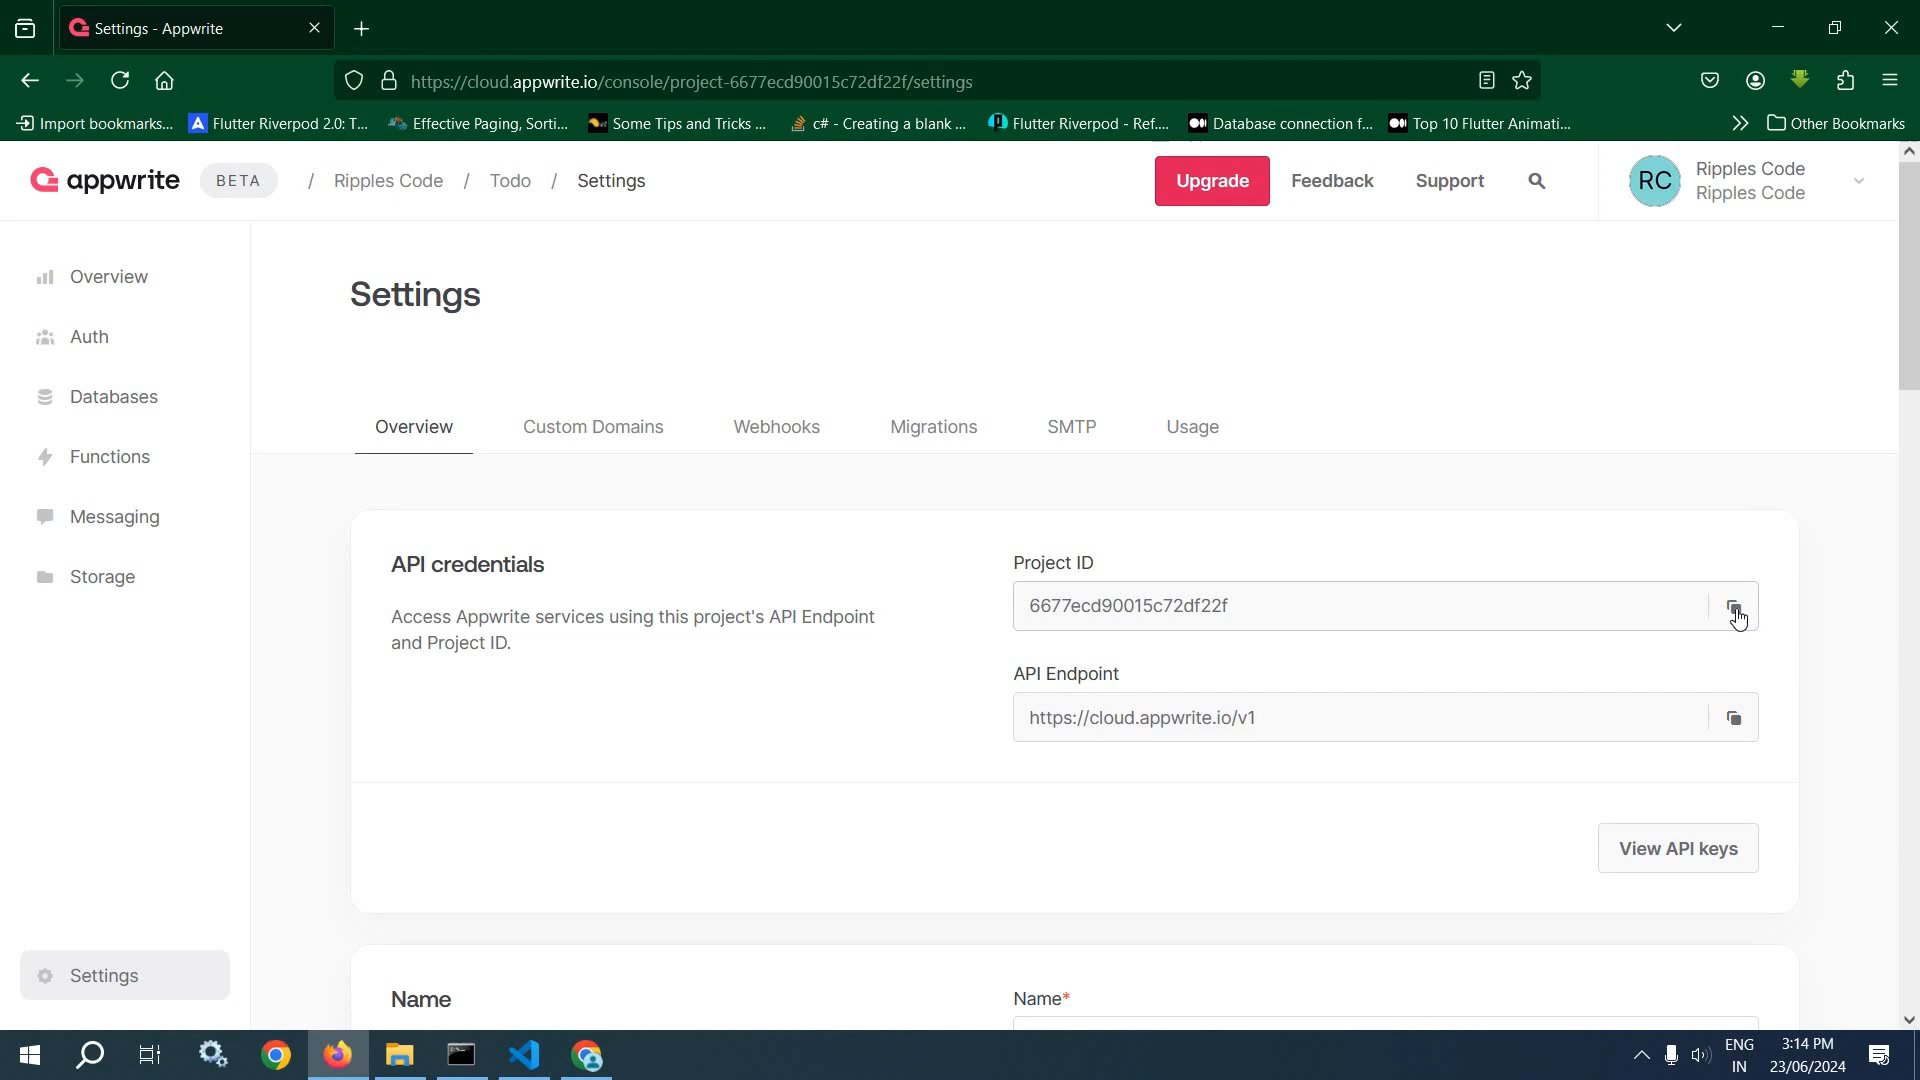 Settings - Appwrite
https://cloud.appwrite.io/console/project-6677ecd90015c72df22f/settings
Import bookmarks...
Flutter Riverpod 2.0: T...
Effective Paging, Sorti...
Some Tips and Tricks ...
c# - Creating a blank ...
Flutter Riverpod - Ref....
Database connection f...
Top 10 Flutter Animati...
Other Bookmarks
appwrite
BETA
/ Ripples Code / Todo / Settings
Upgrade
Feedback
Support
RC
Ripples Code
Ripples Code
Overview
Auth
Databases
Functions
Messaging
Storage
Settings
Settings
Overview
Custom Domains
Webhooks
Migrations
SMTP
Usage
API credentials
Access Appwrite services using this project's API Endpoint
and Project ID.
Project ID
6677ecd90015c72df22f
API Endpoint
https://cloud.appwrite.io/v1
View API keys
Name
Name*
ENG
IN
3:14 PM
23/06/2024